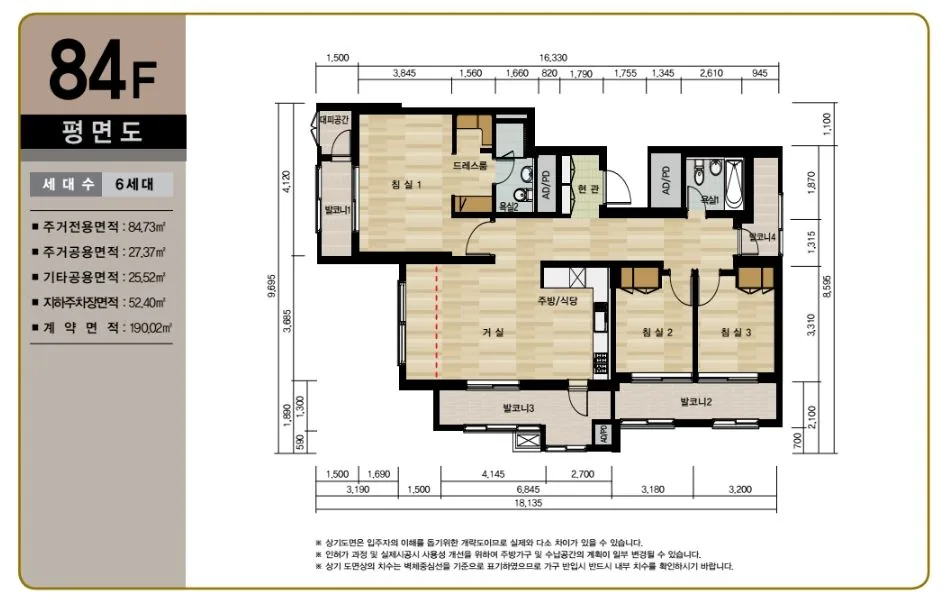 84F
평면도
세 대 수 6세대
■ 주거전용면적 : 84.73㎡
■ 주거공용면적 : 27.37㎡
■ 기타공용면적 : 25.52㎡
■ 지하주차장면적 : 52.40㎡
■ 계 약 면 적 : 190.02㎡
1,500 16,330
3,845 1,560 1,660 820 1,790 1,755 1,345 2,610 945
대피공간
침 실 1
드레스룸
욕실2
AD/PD
현 관
AD/PD
욕실1
발코니1
발코니4
주방/식당
거 실
침 실 2
침 실 3
발코니3
발코니2
AD/PD
9,695
4,120
3,685
1,890
1,300
590
1,100
1,870
1,315
3,310
2,100
700
8,595
1,500 1,690 4,145 2,700
3,190 1,500 6,845 3,180 3,200
18,135
※ 상기도면은 입주자의 이해를 돕기위한 개략도이므로 실제와 다소 차이가 있을 수 있습니다.
※ 인허가 과정 및 실제시공시 사용성 개선을 위하여 주방가구 및 수납공간의 계획이 일부 변경될 수 있습니다.
※ 상기 도면상의 치수는 벽체중심선을 기준으로 표기하였으므로 가구 반입시 반드시 내부 치수를 확인하시기 바랍니다.